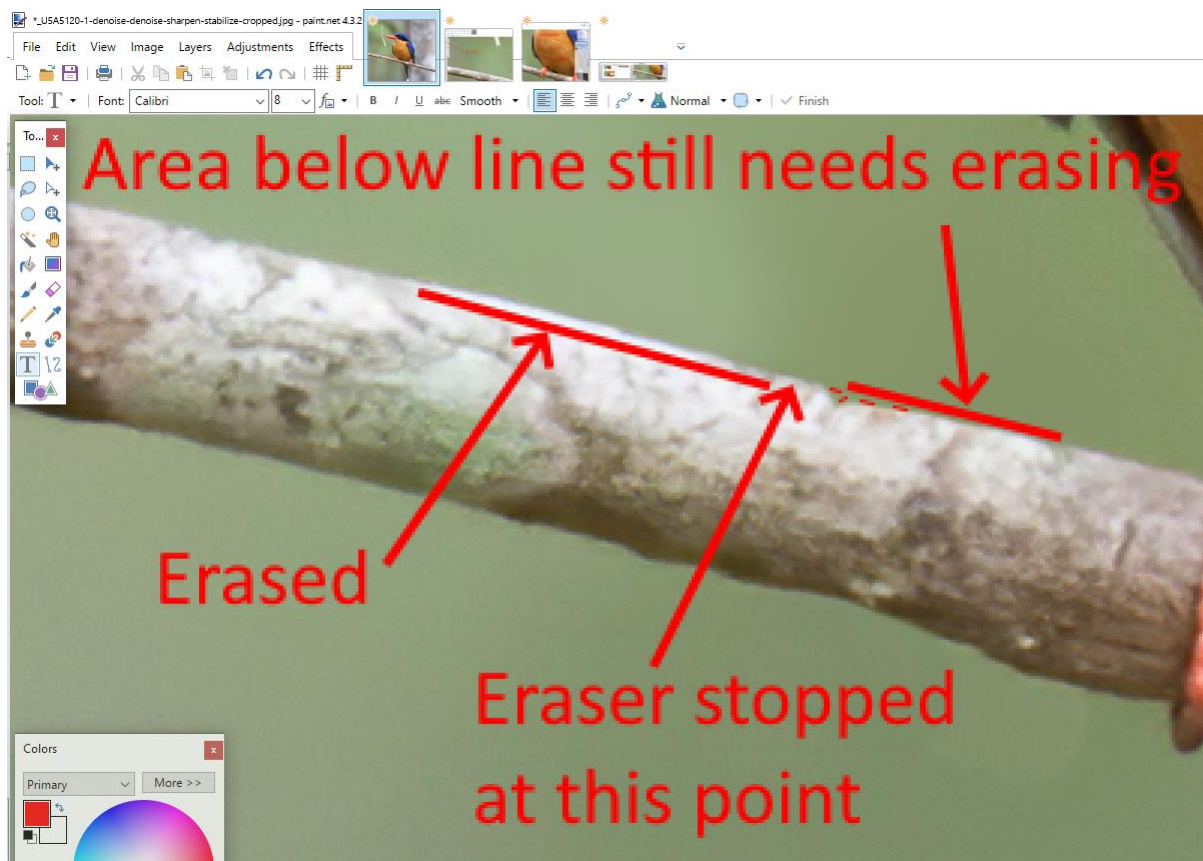 *_U5A5120-1-denoise-denoise-sharpen-stabilize-cropped.jpg - paint.net 4.3.2
File Edit View Image Layers Adjustments Effects
Tool: T Font: Calibri 8 B I U abc Smooth Normal Finish
To...
Area below line still needs erasing
Erased
Eraser stopped
at this point
Colors
Primary More >>